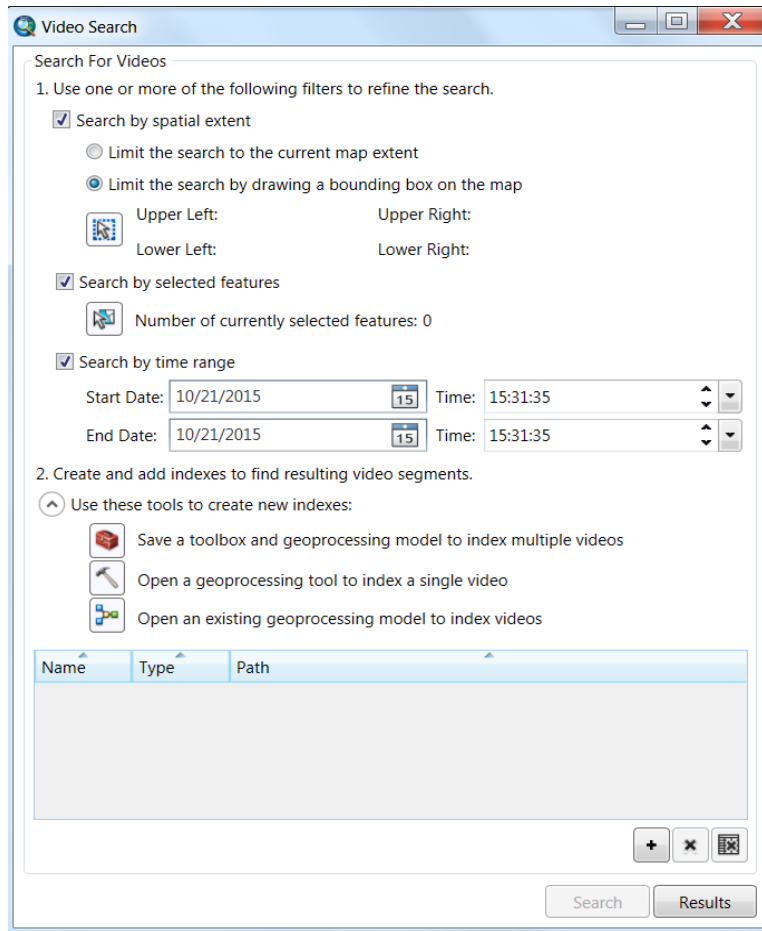 Video Search
Search For Videos
1. Use one or more of the following filters to refine the search.
Search by spatial extent
Limit the search to the current map extent
Limit the search by drawing a bounding box on the map
Upper Left: Upper Right:
Lower Left: Lower Right:
Search by selected features
Number of currently selected features: 0
Search by time range
Start Date: 10/21/2015 15 Time: 15:31:35
End Date: 10/21/2015 15 Time: 15:31:35
2. Create and add indexes to find resulting video segments.
Use these tools to create new indexes:
Save a toolbox and geoprocessing model to index multiple videos
Open a geoprocessing tool to index a single video
Open an existing geoprocessing model to index videos
Name Type Path
Search Results